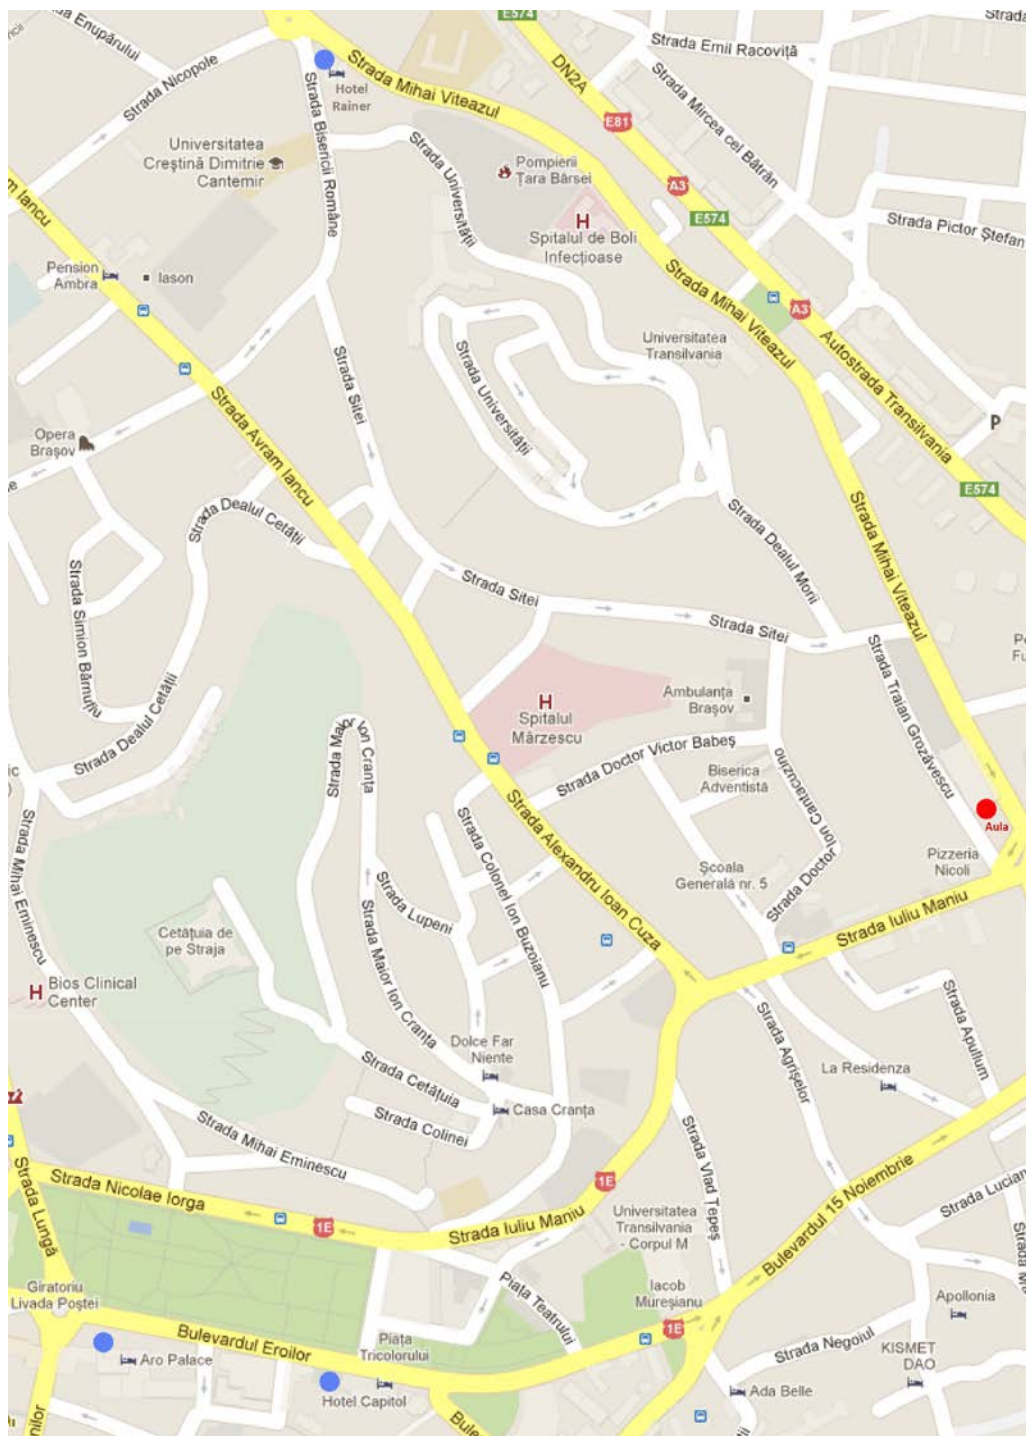 E574
Strada Emil Racoviță
Strada Nicopole
Strada Mihai Viteazul
DN2A
Hotel
Rainer
Strada Mircea cel Bătrân
E81
Universitatea
Creștină Dimitrie
Cantemir
Strada Bisericii Române
Strada Universității
Pompierii
Țara Bârsei
A3
E574
H
Spitalul de Boli
Infecțioase
Strada Pictor Ștefan
Pension
Ambra
Iason
Strada Mihai Viteazul
A3
Universitatea
Transilvania
Autostrada Transilvania
Strada Sitei
Strada Universității
Strada Avram Iancu
Opera
Brașov
P
E574
Strada Dealul Cetății
Strada Mihai Viteazul
Strada Dealul Morii
Strada Simion Bărnuțiu
Strada Sitei
Strada Sitei
Strada Traian Grozăvescu
Ambulanța
Brașov
H
Spitalul
Mârzescu
Strada Dealul Cetății
Strada Doctor Victor Babeș
Biserica
Adventistă
Strada Doctor Ion Cantacuzino
Strada Maior Ion Cranța
Strada Mihai Eminescu
Strada Alexandru Ioan Cuza
Strada Colonel Ion Buzoianu
Aula
Pizzeria
Nicoli
Școala
Generală nr. 5
Strada Lupeni
Strada Iuliu Maniu
Cetățuia de
pe Straja
Strada Maior Ion Cranța
H
Bios Clinical
Center
Strada Agrișelor
Strada Apullum
Dolce Far
Niente
La Residenza
Strada Cetățuia
Casa Cranța
Strada Colinei
Strada Mihai Eminescu
Strada Vlad Țepeș
Strada Lungă
Strada Nicolae Iorga
1E
1E
Strada Iuliu Maniu
Universitatea
Transilvania
- Corpul M
Bulevardul 15 Noiembrie
Strada Lucian
Piața Teatrului
Iacob
Mureșianu
Giratoriu
Livada Poștei
Apollonia
Bulevardul Eroilor
Piața
Tricolorului
1E
Strada Negoiul
KISMET
DAO
Aro Palace
Hotel Capitol
Ada Belle